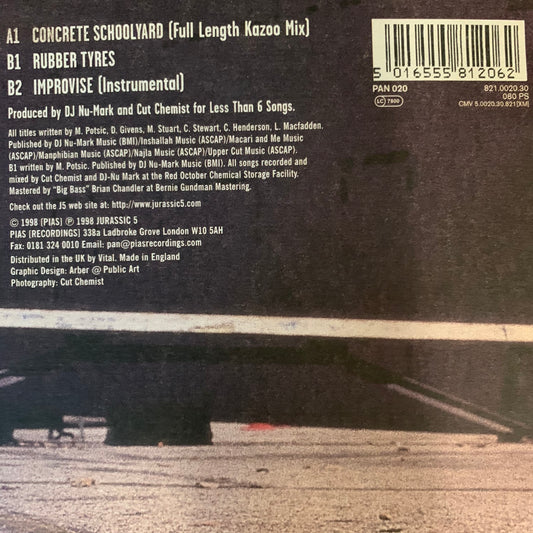 A1 CONCRETE SCHOOLYARD (Full Length Kazoo Mix)
B1 RUBBER TYRES
B2 IMPROVISE (Instrumental)
Produced by DJ Nu-Mark and Cut Chemist for Less Than 6 Songs.
All titles written by M. Potsic, D. Givens, M. Stuart, C. Stewart, C. Henderson, L. Macfadden.
Published by DJ Nu-Mark Music (BMI)/Inshallah Music (ASCAP)/Macari and Me Music
(ASCAP)/Manphibian Music (ASCAP)/Najla Music (ASCAP)/Upper Cut Music (ASCAP).
B1 written by M. Potsic. Published by DJ Nu-Mark Music (BMI). All songs recorded and
mixed by Cut Chemist and DJ-Nu Mark at the Red October Chemical Storage Facility.
Mastered by "Big Bass" Brian Chandler at Bernie Gundman Mastering.
Check out the J5 web site at: http://www.jurassic5.com
© 1998 [PIAS] ℗ 1998 JURASSIC 5
PIAS [RECORDINGS] 338a Ladbroke Grove London W10 5AH
Fax: 0181 324 0010 Email: pan@piasrecordings.com
Distributed in the UK by Vital. Made in England
Graphic Design: Arber @ Public Art
Photography: Cut Chemist
5 016555 812062
PAN 020
LC 7800
821.0020.30
080 PS
CMV 5.0020.30.821[XM]